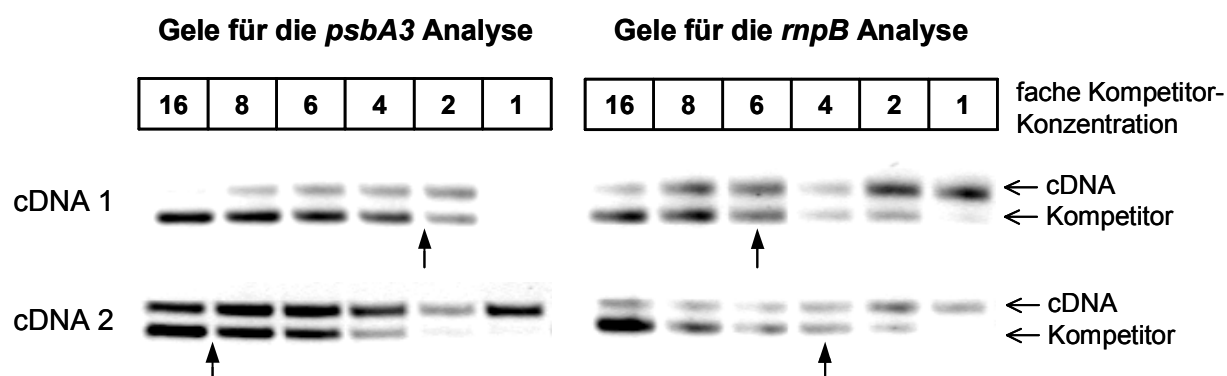 Gele für die psbA3 Analyse
Gele für die rnpB Analyse
16 8 6 4 2 1
16 8 6 4 2 1
fache Kompetitor-
Konzentration
cDNA 1
← cDNA
← Kompetitor
cDNA 2
← cDNA
← Kompetitor